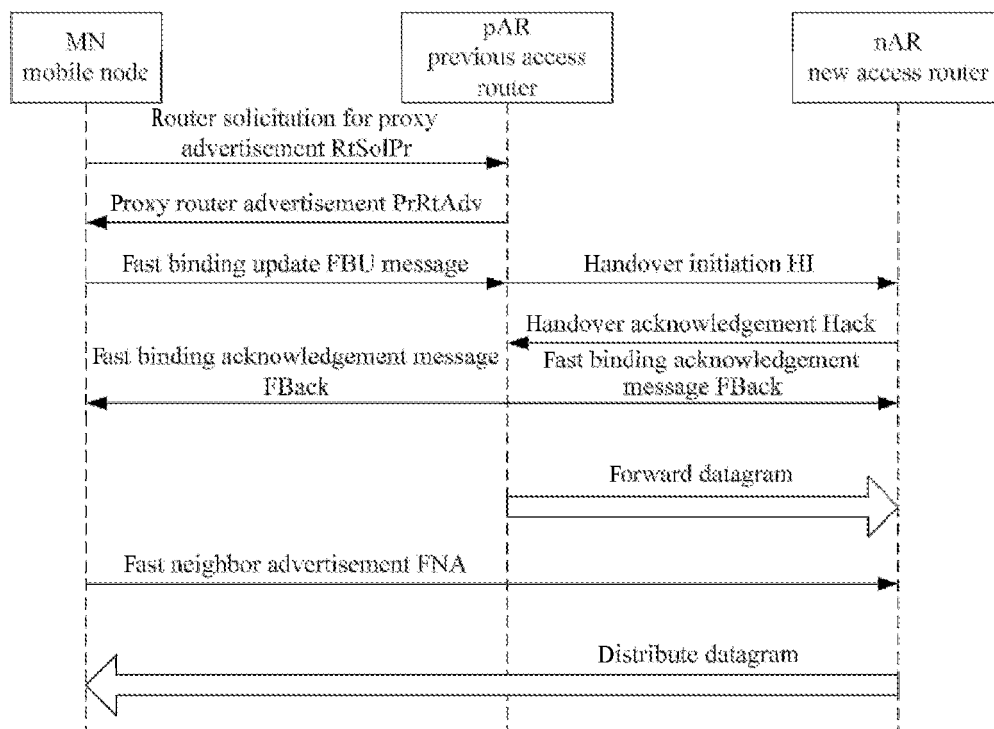 MN
mobile node
pAR
previous access
router
nAR
new access router
Router solicitation for proxy
advertisement RtSolPr
Proxy router advertisement PrRtAdv
Fast binding update FBU message
Handover initiation HI
Handover acknowledgement Hack
Fast binding acknowledgement message
FBack
Fast binding acknowledgement
message FBack
Forward datagram
Fast neighbor advertisement FNA
Distribute datagram